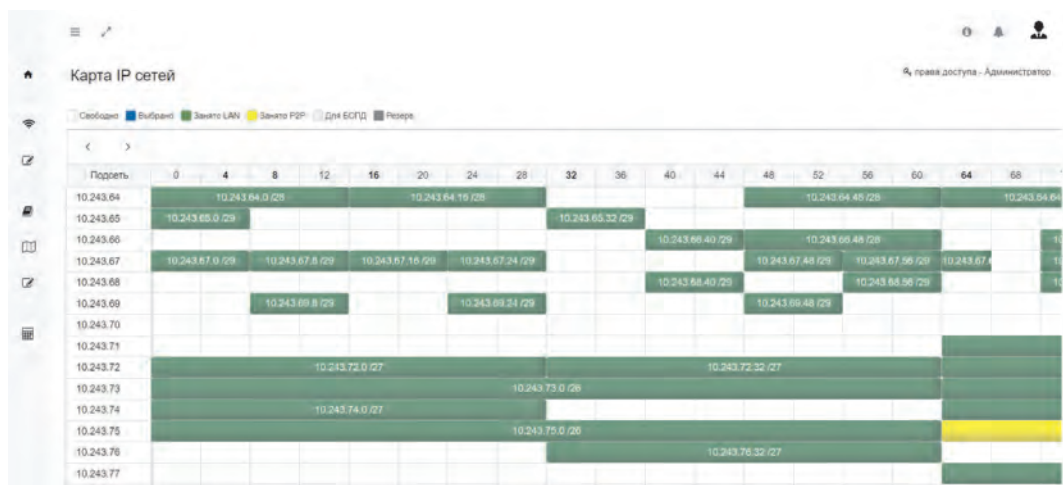 Карта IP сетей
права доступа - Администратор
Свободно Выбрано Занято LAN Занято P2P Для ЕСПД Резерв
Подсеть 0 4 8 12 16 20 24 28 32 36 40 44 48 52 56 60 64 68
10.243.64 10.243.64.0 /28 10.243.64.16 /28 10.243.64.48 /28 10.243.64.64
10.243.65 10.243.65.0 /29 10.243.65.32 /29
10.243.66 10.243.66.40 /29 10.243.66.48 /28
10.243.67 10.243.67.0 /29 10.243.67.8 /29 10.243.67.16 /29 10.243.67.24 /29 10.243.67.48 /29 10.243.67.56 /29 10.243.67.6
10.243.68 10.243.68.40 /29 10.243.68.56 /29
10.243.69 10.243.69.8 /29 10.243.69.24 /29 10.243.69.48 /29
10.243.70
10.243.71
10.243.72 10.243.72.0 /27 10.243.72.32 /27
10.243.73 10.243.73.0 /26
10.243.74 10.243.74.0 /27
10.243.75 10.243.75.0 /26
10.243.76 10.243.76.32 /27
10.243.77